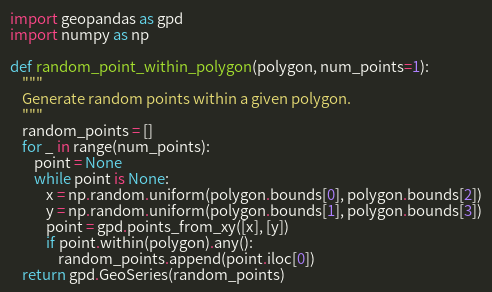 import geopandas as gpd
import numpy as np

def random_point_within_polygon(polygon, num_points=1):
    """
    Generate random points within a given polygon.
    """
    random_points = []
    for _ in range(num_points):
        point = None
        while point is None:
            x = np.random.uniform(polygon.bounds[0], polygon.bounds[2])
            y = np.random.uniform(polygon.bounds[1], polygon.bounds[3])
            point = gpd.points_from_xy([x], [y])
            if point.within(polygon).any():
                random_points.append(point.iloc[0])
    return gpd.GeoSeries(random_points)